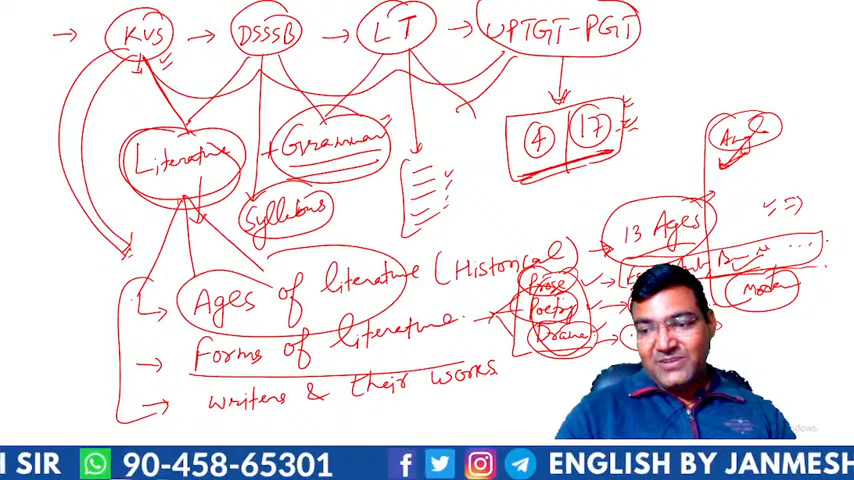 → KVS → DSSSB → LT → UPTGT-PGT
Literature + Grammar
4 17
Syllabus
13 Ages
→ Ages of literature (Historical)
Prose
Poetry
Drama
Modern
→ Forms of literature
→ writers & their works
I SIR 90-458-65301 ENGLISH BY JANMESH